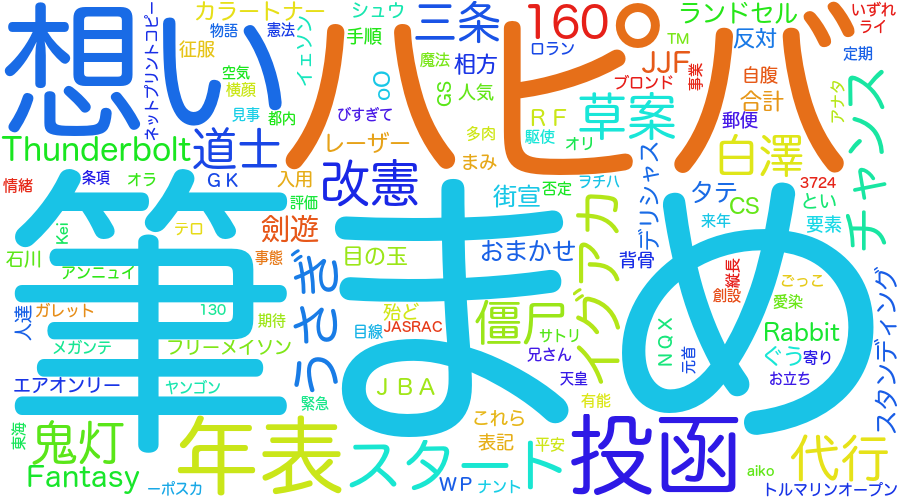 想い
ハピバ
筆まめ
カラートナー
シュウ
三条
160
ランドセル
いずれ
ライ
物語
憲法
手順
TM
反対
定期
征服
イェソン
ロラン
JJF
ネットプリントコピー
空気
横顔
魔法
相方
ブロンド
事業
自腹
oO
GS
人気
合計
アナタ
チャンス
見事
都内
びすぎて
RF
草案
郵便
Thunderbolt
道士
レーザー
多肉
駆使
オリ
白澤
まみ
デリシャス
情緒
条項
オラ
GK
入用
改憲
街宣
否定
ヲチハ
タテ
3724
とい
評価
CS
来年
要素
Kei
テロ
劍遊
イグアカ
石川
事態
うさぎ
目の玉
おまかせ
背骨
アンニュイ
縦長
ごっこ
創設
愛染
スタンディング
人達
ガレット
130
期待
殆ど
僵尸
目線
JASRAC
サトリ
NQX
Rabbit
メガンテ
フリーメイソン
兄さん
元首
ぐう
寄り
エアオンリー
ヤンゴン
JBA
天皇
お立ち
緊急
有能
東海
鬼灯
年表
これら
表記
平安
投函
代行
スタート
Fantasy
aiko
一ポスカ
WP
ナント
トルマリンオープン